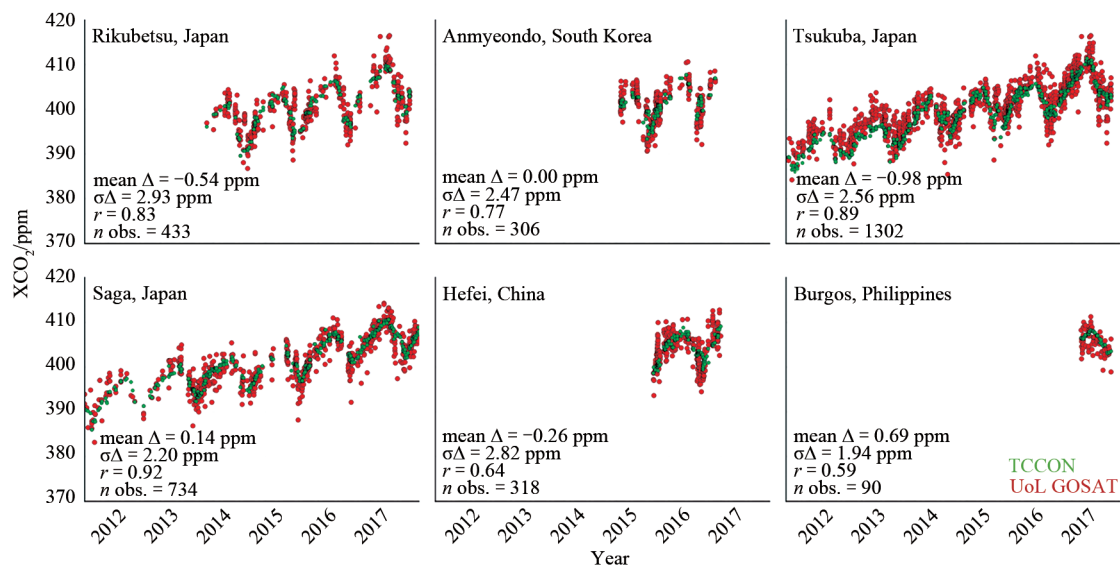 XCO₂/ppm
420
410
400
390
380
370
Rikubetsu, Japan
mean Δ = −0.54 ppm
σΔ = 2.93 ppm
r = 0.83
n obs. = 433
Anmyeondo, South Korea
mean Δ = 0.00 ppm
σΔ = 2.47 ppm
r = 0.77
n obs. = 306
Tsukuba, Japan
mean Δ = −0.98 ppm
σΔ = 2.56 ppm
r = 0.89
n obs. = 1302
420
410
400
390
380
370
Saga, Japan
mean Δ = 0.14 ppm
σΔ = 2.20 ppm
r = 0.92
n obs. = 734
Hefei, China
mean Δ = −0.26 ppm
σΔ = 2.82 ppm
r = 0.64
n obs. = 318
Burgos, Philippines
mean Δ = 0.69 ppm
σΔ = 1.94 ppm
r = 0.59
n obs. = 90
TCCON
UoL GOSAT
2012 2013 2014 2015 2016 2017
2012 2013 2014 2015 2016 2017
2012 2013 2014 2015 2016 2017
Year